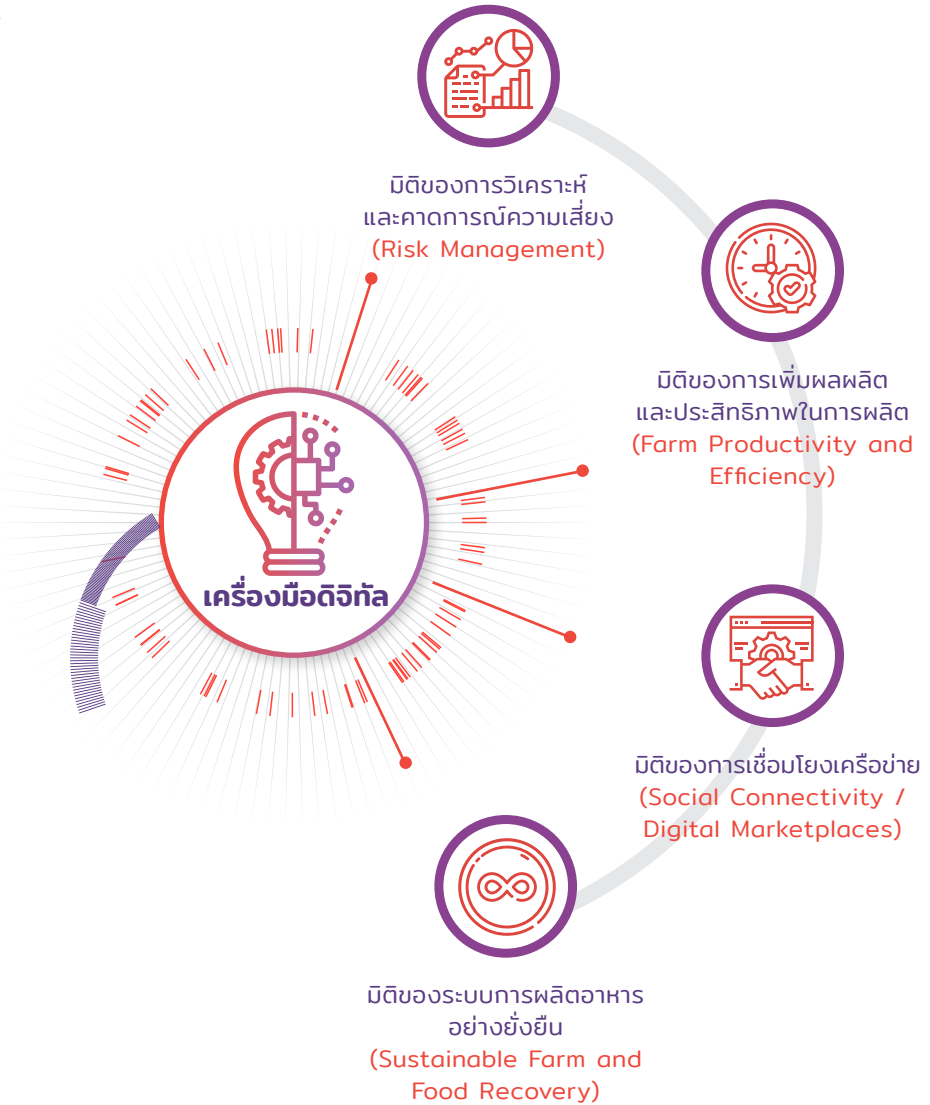 มิติของการวิเคราะห์
และคาดการณ์ความเสี่ยง
(Risk Management)
มิติของการเพิ่มผลผลิต
และประสิทธิภาพในการผลิต
(Farm Productivity and
Efficiency)
เครื่องมือดิจิทัล
มิติของการเชื่อมโยงเครือข่าย
(Social Connectivity /
Digital Marketplaces)
มิติของระบบการผลิตอาหาร
อย่างยั่งยืน
(Sustainable Farm and
Food Recovery)